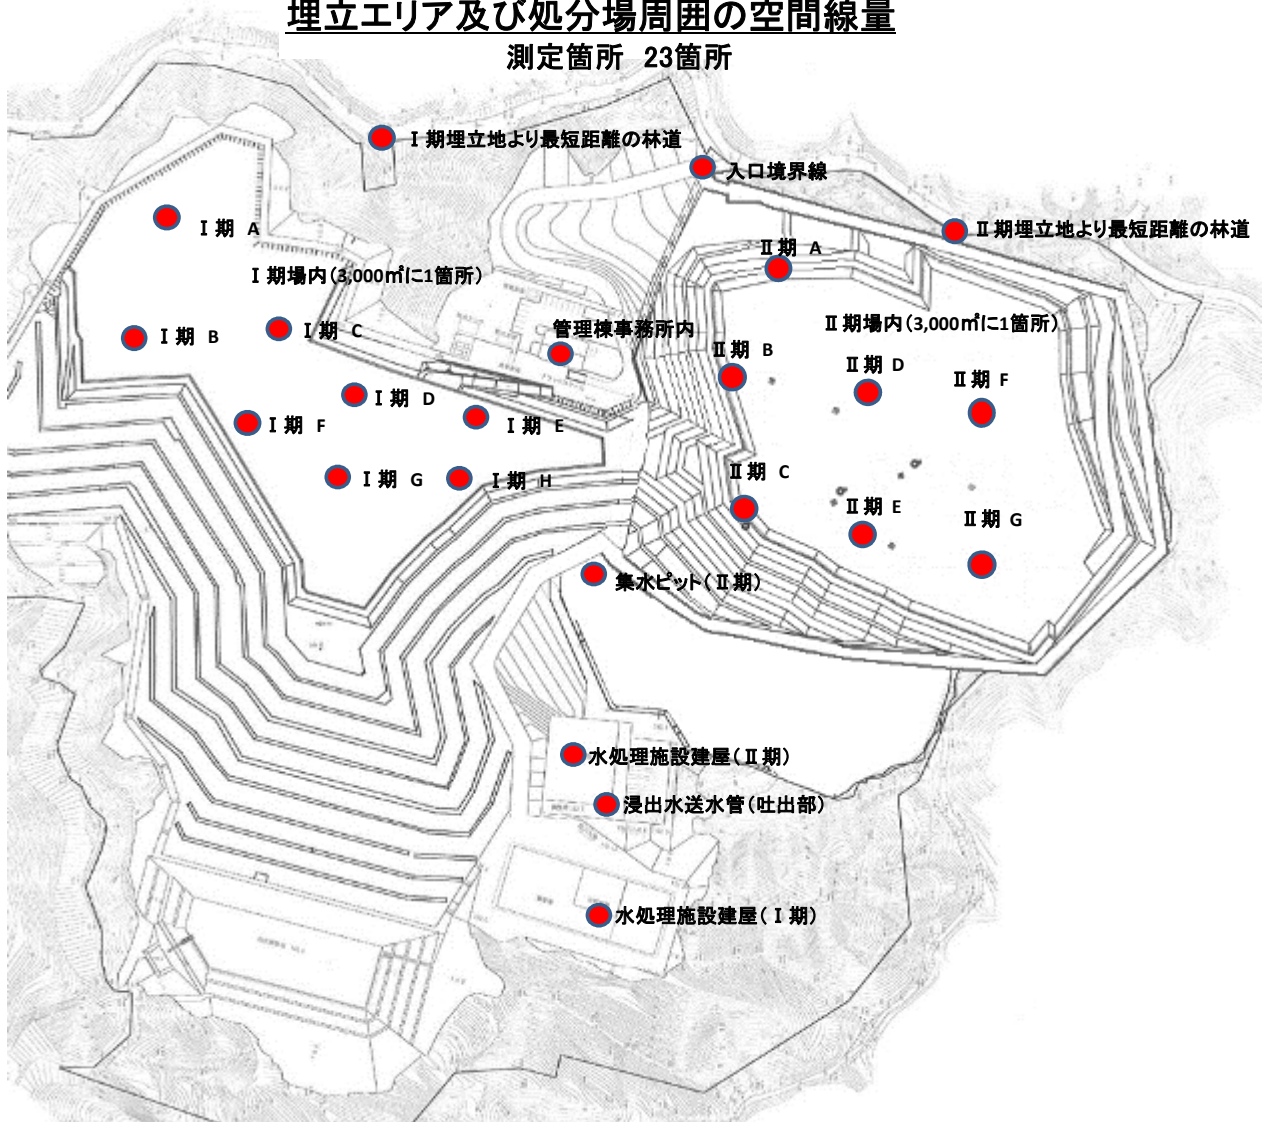 埋立エリア及び処分場周囲の空間線量
測定箇所 23箇所
Ⅰ期埋立地より最短距離の林道
入口境界線
Ⅰ期 A
Ⅱ期埋立地より最短距離の林道
Ⅱ期 A
Ⅰ期場内(3,000㎡に1箇所)
Ⅰ期 B
Ⅰ期 C
管理棟事務所内
Ⅱ期場内(3,000㎡に1箇所)
Ⅱ期 B
Ⅱ期 D
Ⅱ期 F
Ⅰ期 D
Ⅰ期 F
Ⅰ期 E
Ⅰ期 G
Ⅰ期 H
Ⅱ期 C
Ⅱ期 E
Ⅱ期 G
集水ピット(Ⅱ期)
水処理施設建屋(Ⅱ期)
浸出水送水管(吐出部)
水処理施設建屋(Ⅰ期)